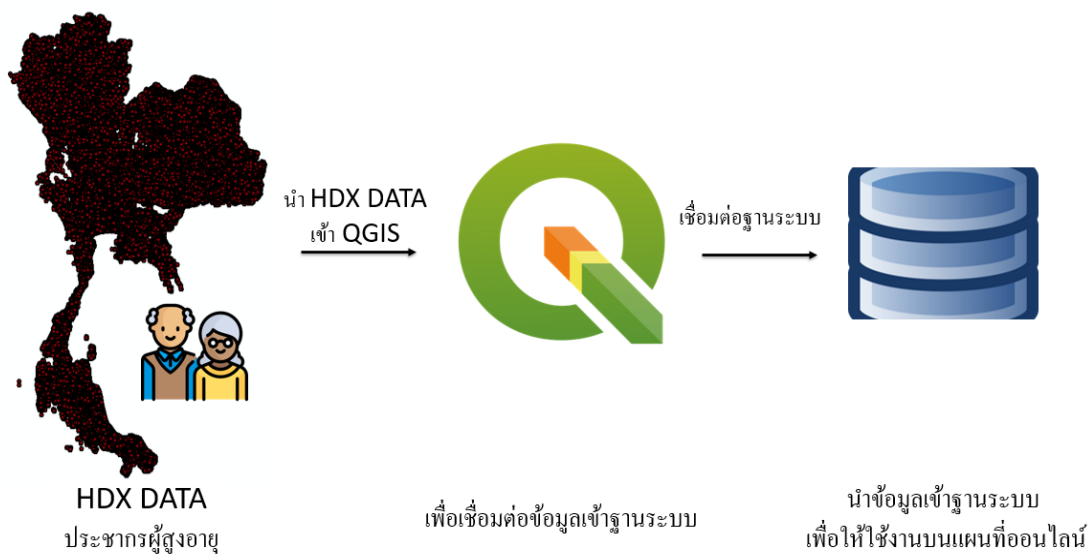 นำ HDX DATA
เข้า QGIS
เชื่อมต่อฐานระบบ
HDX DATA
ประชากรผู้สูงอายุ
เพื่อเชื่อมต่อข้อมูลเข้าฐานระบบ
นำข้อมูลเข้าฐานระบบ
เพื่อให้ใช้งานบนแผนที่ออนไลน์